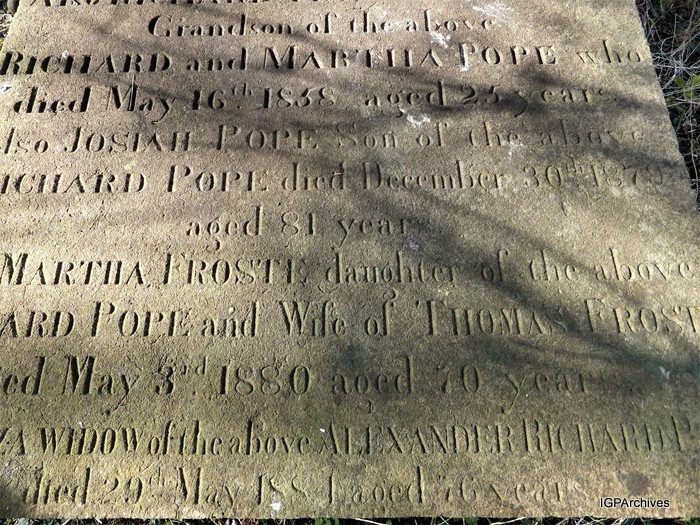 Grandson of the above
RICHARD and MARTHA POPE who
died May 16th 1858 aged 25 years.
lso JOSIAH POPE Son of the above
ICHARD POPE died December 30th 1879
aged 81 years
MARTHA FROSTE daughter of the above
ARD POPE and Wife of THOMAS FROST
ed May 3rd 1880 aged 70 years.
ZA WIDOW of the above ALEXANDER RICHARD P
died 29th May 1881 aged 76 years
IGPArchives